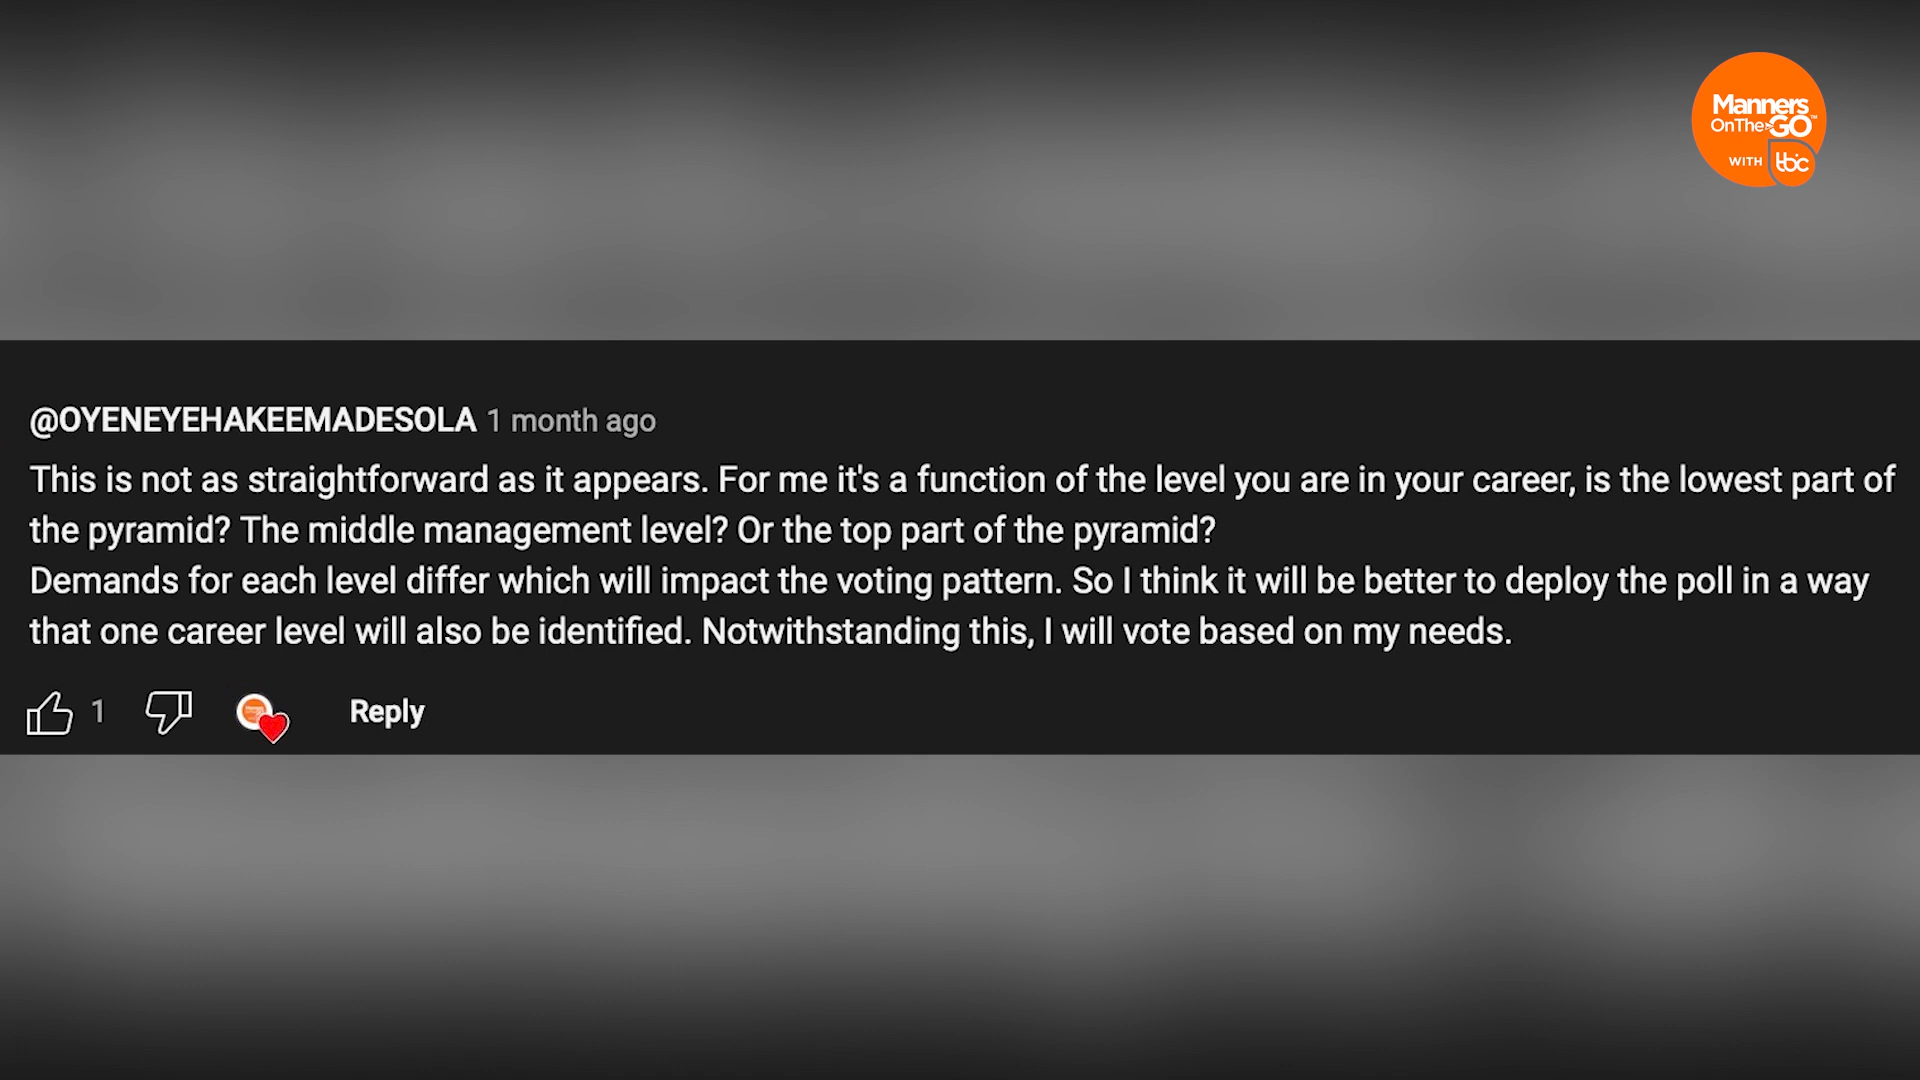 Manners
OnThe GO™
WITH tbc
@OYENEYEHAKEEMADESOLA 1 month ago
This is not as straightforward as it appears. For me it's a function of the level you are in your career, is the lowest part of
the pyramid? The middle management level? Or the top part of the pyramid?
Demands for each level differ which will impact the voting pattern. So I think it will be better to deploy the poll in a way
that one career level will also be identified. Notwithstanding this, I will vote based on my needs.
1 Reply